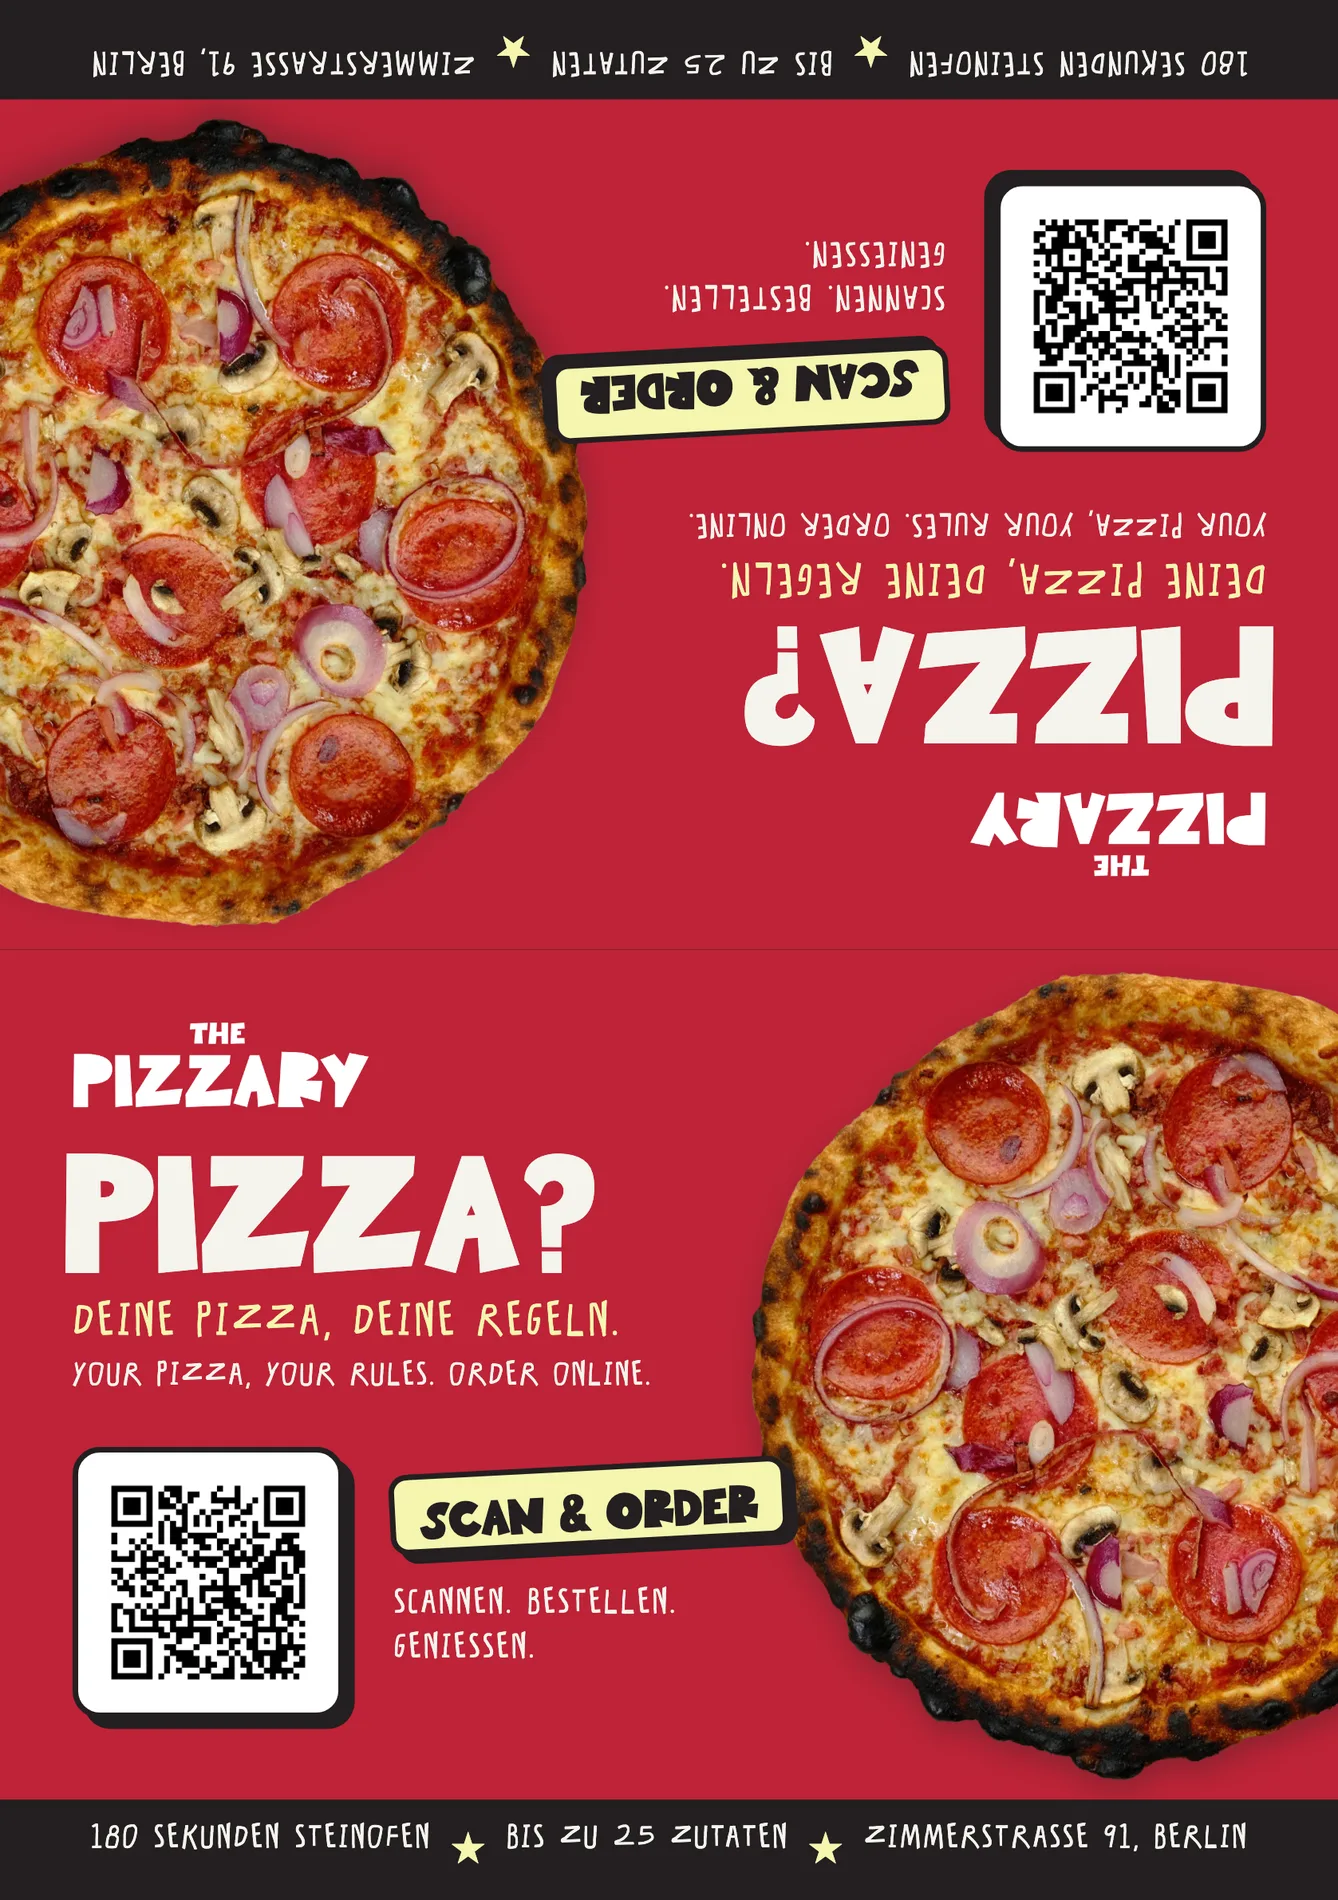 180 SEKUNDEN STEINOFEN ★ BIS ZU 25 ZUTATEN ★ ZIMMERSTRASSE 91, BERLIN
SCANNEN. BESTELLEN.
GENIESSEN.
SCAN & ORDER
YOUR PIZZA, YOUR RULES. ORDER ONLINE.
DEINE PIZZA, DEINE REGELN.
PIZZA?
THE
PIZZARY
THE
PIZZARY
PIZZA?
DEINE PIZZA, DEINE REGELN.
YOUR PIZZA, YOUR RULES. ORDER ONLINE.
SCAN & ORDER
SCANNEN. BESTELLEN.
GENIESSEN.
180 SEKUNDEN STEINOFEN ★ BIS ZU 25 ZUTATEN ★ ZIMMERSTRASSE 91, BERLIN